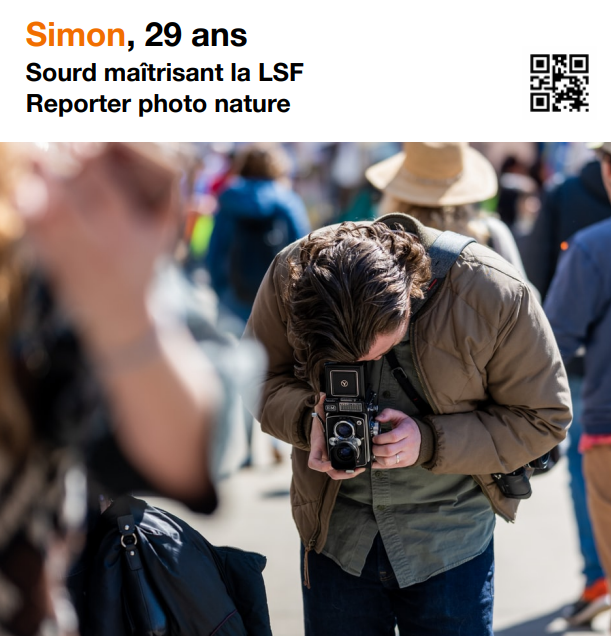 Simon, 29 ans
Sourd maîtrisant la LSF
Reporter photo nature